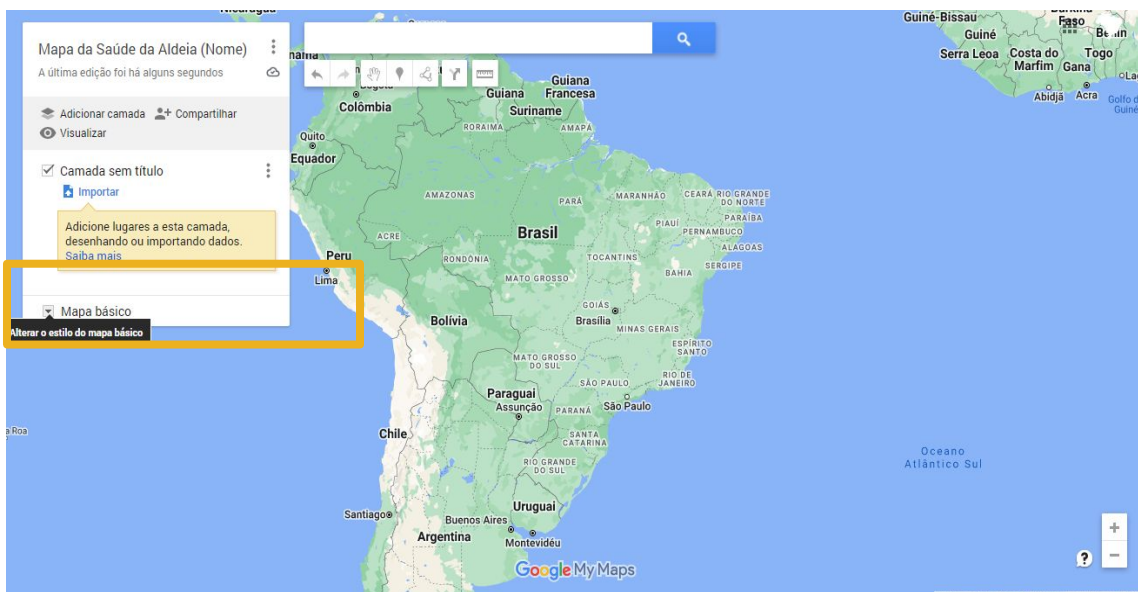 Mapa da Saúde da Aldeia (Nome)
A última edição foi há alguns segundos
Adicionar camada
Compartilhar
Visualizar
Camada sem título
Importar
Adicione lugares a esta camada,
desenhando ou importando dados.
Saiba mais
Mapa básico
Alterar o estilo do mapa básico
Colômbia
Guiana
Guiana
Francesa
Suriname
RORAIMA
AMAPÁ
Quito
Equador
AMAZONAS
PARÁ
MARANHÃO
CEARÁ
RIO GRANDE
DO NORTE
PARAÍBA
PIAUÍ
PERNAMBUCO
ALAGOAS
SERGIPE
ACRE
Brasil
TOCANTINS
Peru
RONDÔNIA
BAHIA
Lima
MATO GROSSO
GOIÁS
Brasília
Bolívia
MINAS GERAIS
ESPÍRITO
SANTO
MATO GROSSO
DO SUL
RIO DE
JANEIRO
SÃO PAULO
Paraguai
Assunção
PARANÁ
São Paulo
Chile
SANTA
CATARINA
RIO GRANDE
DO SUL
Uruguai
Santiago
Buenos Aires
Argentina
Montevidéu
Google My Maps
Guiné-Bissau
Faso
Guiné
Serra Leoa
Costa do
Marfim
Togo
Gana
Abidjã
Acra
Golfo d
Guiné
Oceano
Atlântico Sul
a Roa
+
?
−